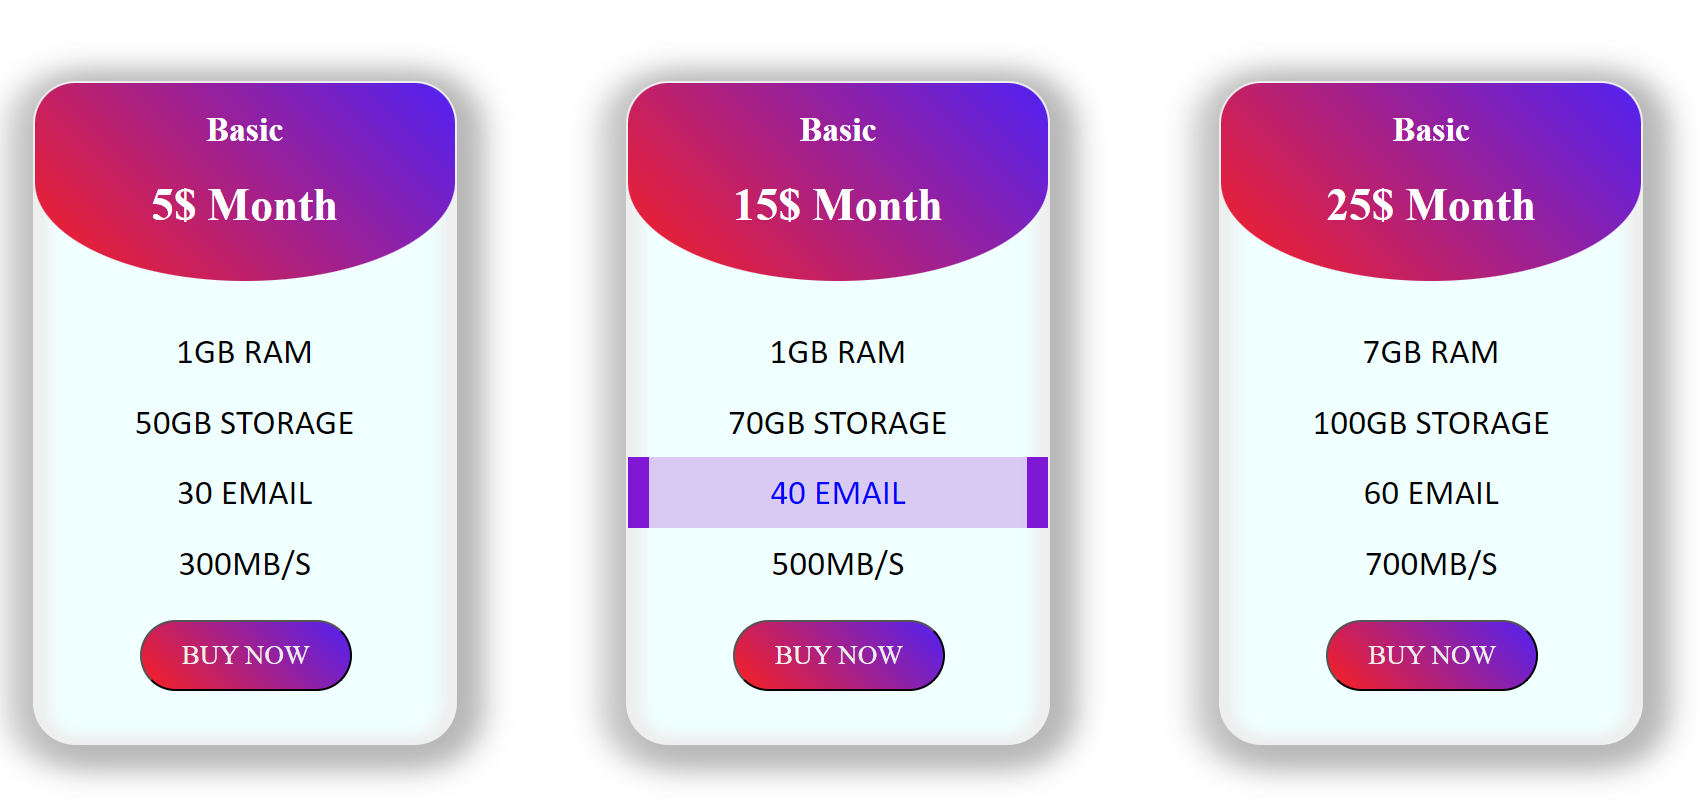 Basic
5$ Month
1GB RAM
50GB STORAGE
30 EMAIL
300MB/S
BUY NOW
Basic
15$ Month
1GB RAM
70GB STORAGE
40 EMAIL
500MB/S
BUY NOW
Basic
25$ Month
7GB RAM
100GB STORAGE
60 EMAIL
700MB/S
BUY NOW